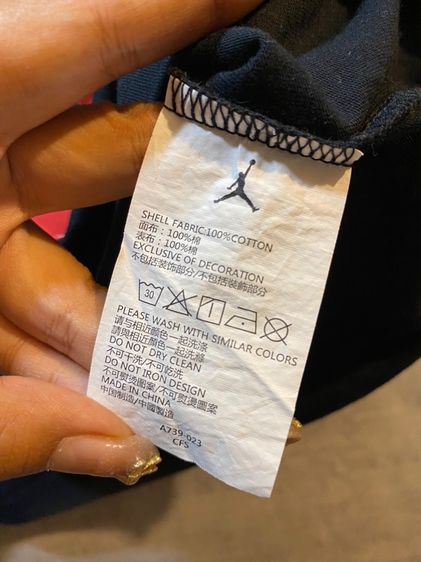 SHELL FABRIC:100%COTTON
面布：100%棉
表布：100%棉
EXCLUSIVE OF DECORATION
不包括装饰部分/不包括裝飾部分
30
PLEASE WASH WITH SIMILAR COLORS
请与相近颜色一起洗涤
請與相近顏色一起洗滌
DO NOT DRY CLEAN
不可干洗/不可乾洗
DO NOT IRON DESIGN
不可熨烫图案/不可熨燙圖案
MADE IN CHINA
中国制造/中國製造
A739-023
CFS